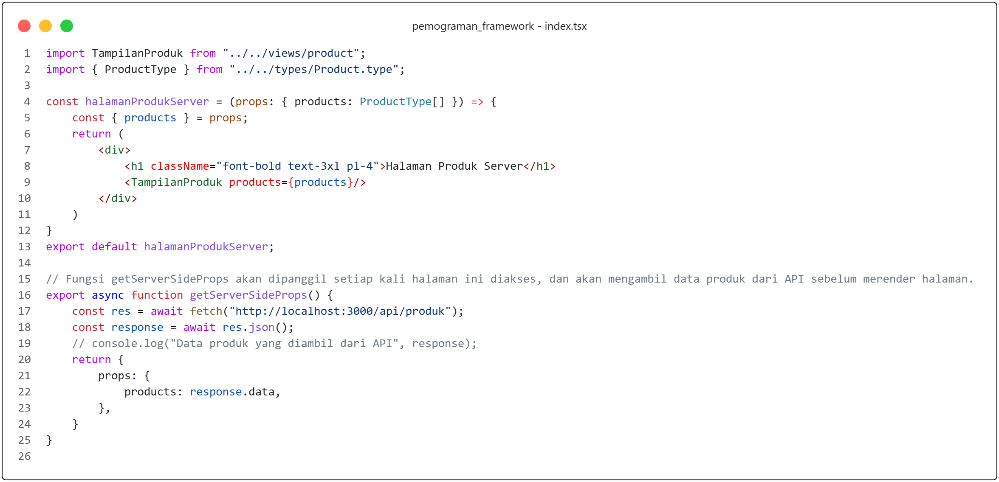 pemograman_framework - index.tsx
1 import TampilanProduk from "../../views/product";
2 import { ProductType } from "../../types/Product.type";
3
4 const halamanProdukServer = (props: { products: ProductType[] }) => {
5     const { products } = props;
6     return (
7         <div>
8             <h1 className="font-bold text-3xl pl-4">Halaman Produk Server</h1>
9             <TampilanProduk products={products}/>
10         </div>
11     )
12 }
13 export default halamanProdukServer;
14
15 // Fungsi getServerSideProps akan dipanggil setiap kali halaman ini diakses, dan akan mengambil data produk dari API sebelum merender halaman.
16 export async function getServerSideProps() {
17     const res = await fetch("http://localhost:3000/api/produk");
18     const response = await res.json();
19     // console.log("Data produk yang diambil dari API", response);
20     return {
21         props: {
22             products: response.data,
23         },
24     }
25 }
26